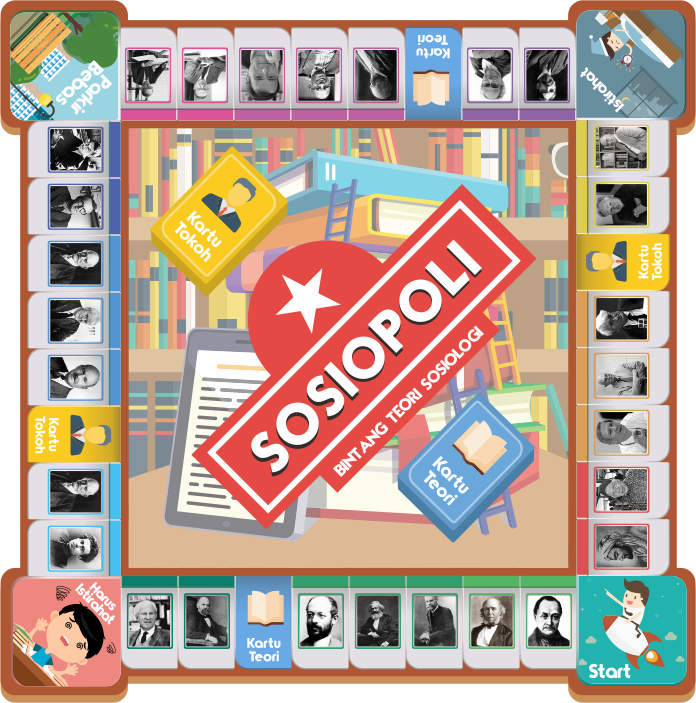 Parkir
Bebas
Kartu
Teori
Istirahat
Kartu
Tokoh
Kartu
Tokoh
SOSIOPOLI
BINTANG TEORI SOSIOLOGI
Kartu
Teori
Kartu
Tokoh
Harus
Istirahat
Kartu
Teori
Start